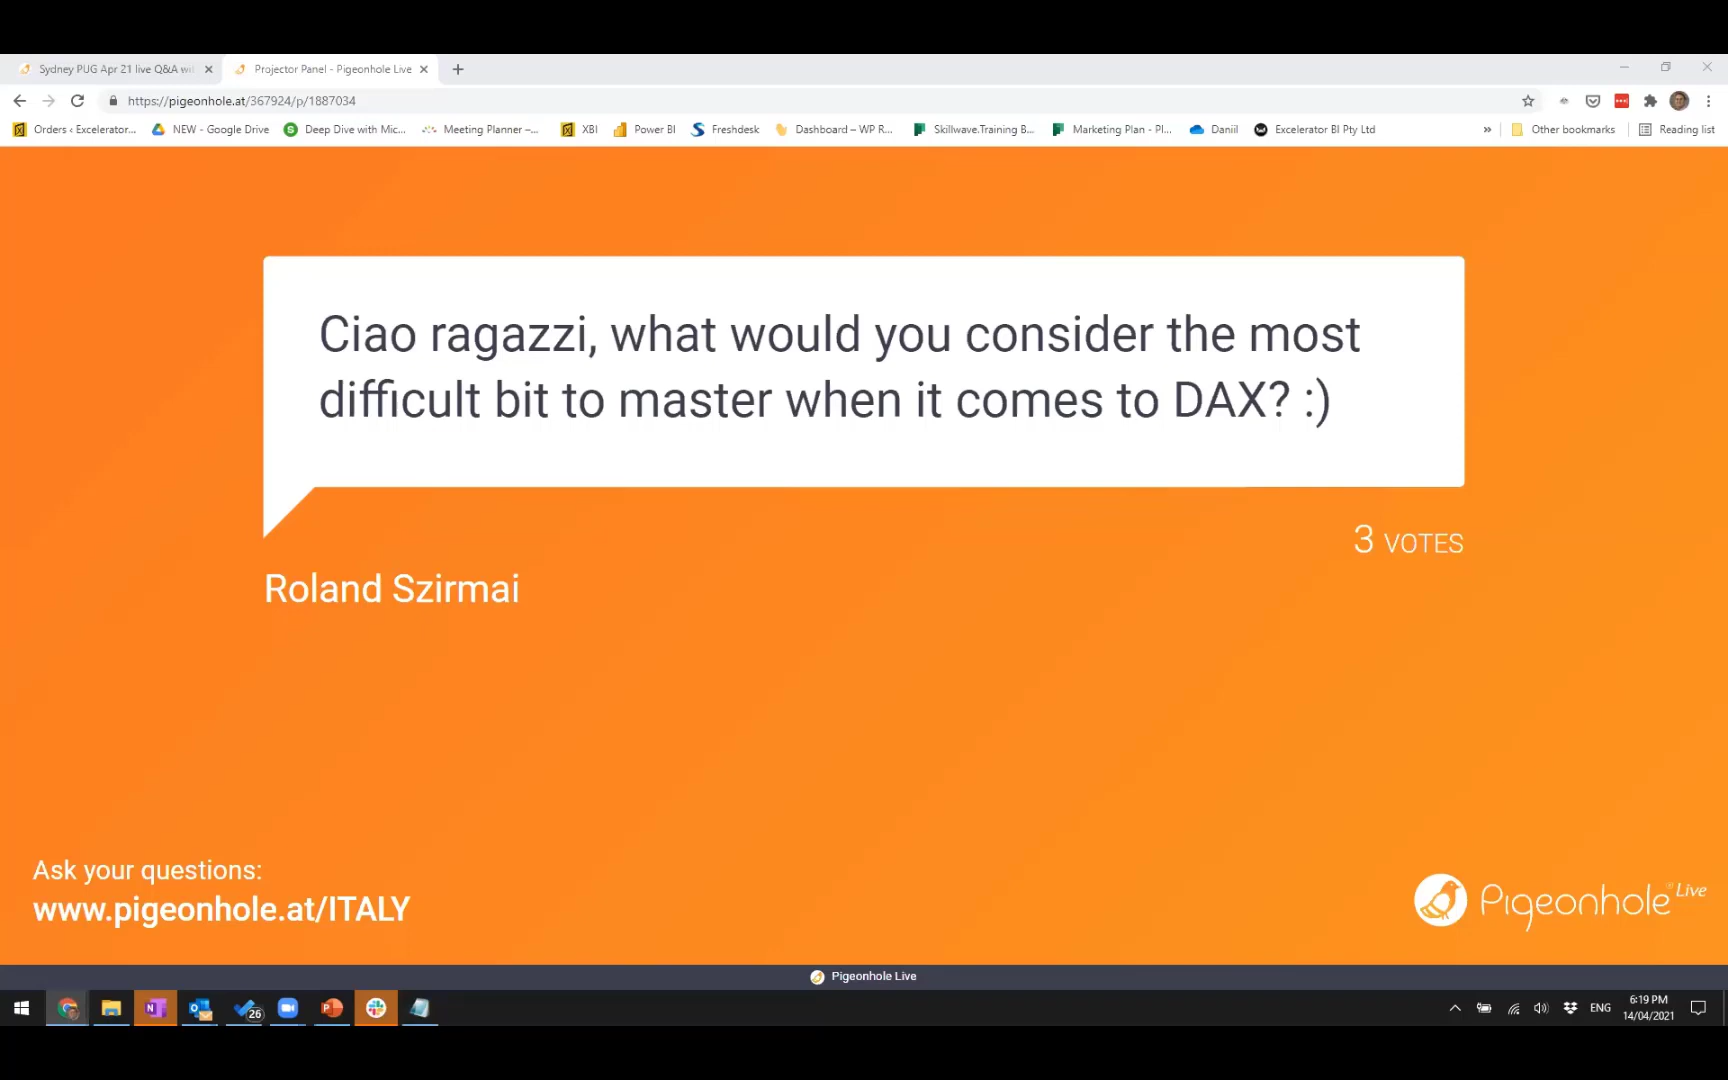 Sydney PUG Apr 21 live Q&A wi
Projector Panel - Pigeonhole Live
https://pigeonhole.at/367924/p/1887034
Orders ‹ Excelerator...
NEW - Google Drive
Deep Dive with Mic...
Meeting Planner –...
XBI
Power BI
Freshdesk
Dashboard – WP R...
Skillwave.Training B...
Marketing Plan - Pl...
Daniil
Excelerator BI Pty Ltd
»
Other bookmarks
Reading list
Ciao ragazzi, what would you consider the most
difficult bit to master when it comes to DAX? :)
3 VOTES
Roland Szirmai
Ask your questions:
www.pigeonhole.at/ITALY
Pigeonhole® Live
Pigeonhole Live
26
ENG
6:19 PM
14/04/2021